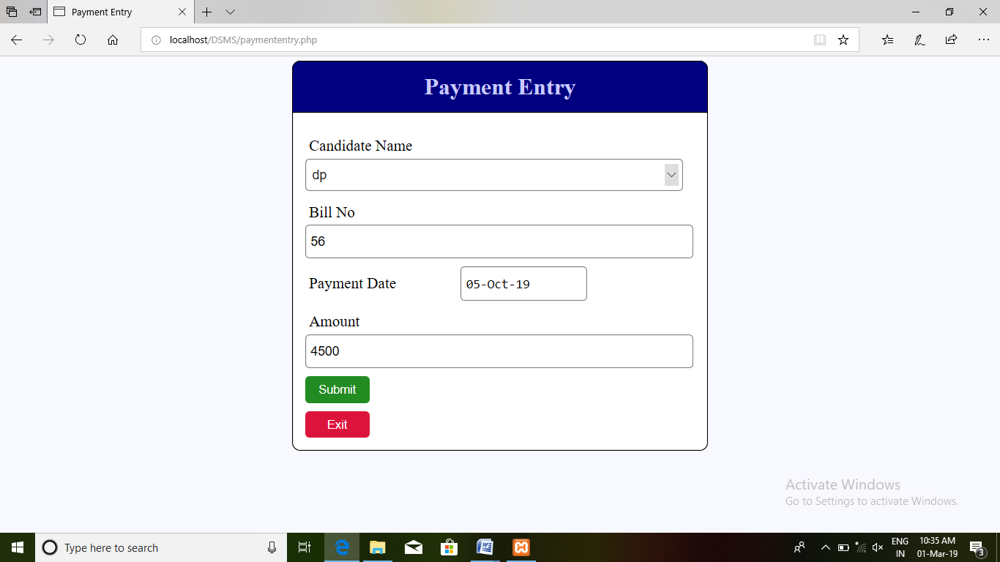 Payment Entry
localhost/DSMS/paymententry.php
Payment Entry
Candidate Name
dp
Bill No
56
Payment Date 05-Oct-19
Amount
4500
Submit
Exit
Activate Windows
Go to Settings to activate Windows.
Type here to search
ENG 10:35 AM
IN 01-Mar-19
3